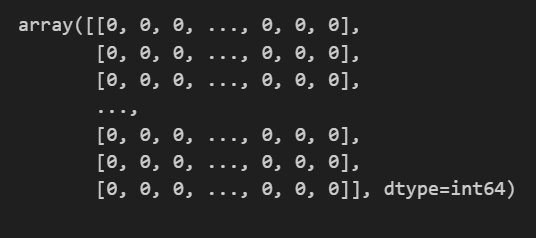 array([[0, 0, 0, ..., 0, 0, 0],
[0, 0, 0, ..., 0, 0, 0],
[0, 0, 0, ..., 0, 0, 0],
...,
[0, 0, 0, ..., 0, 0, 0],
[0, 0, 0, ..., 0, 0, 0],
[0, 0, 0, ..., 0, 0, 0]], dtype=int64)